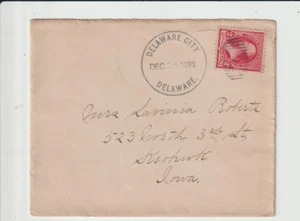 DELAWARE CITY
DEC
DELAWARE.
Mrs Lavinia Roberts
523 North 3rd St,
Keokuk
Iowa.